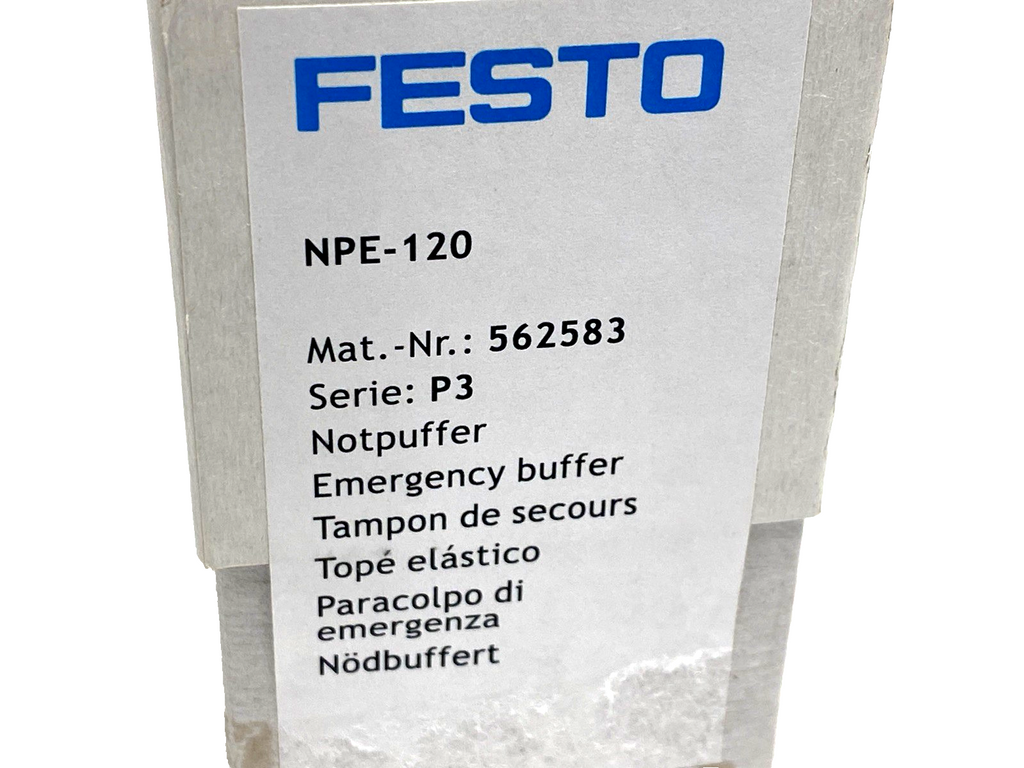 FESTO
NPE-120
Mat.-Nr.: 562583
Serie: P3
Notpuffer
Emergency buffer
Tampon de secours
Topé elástico
Paracolpo di
emergenza
Nödbuffert